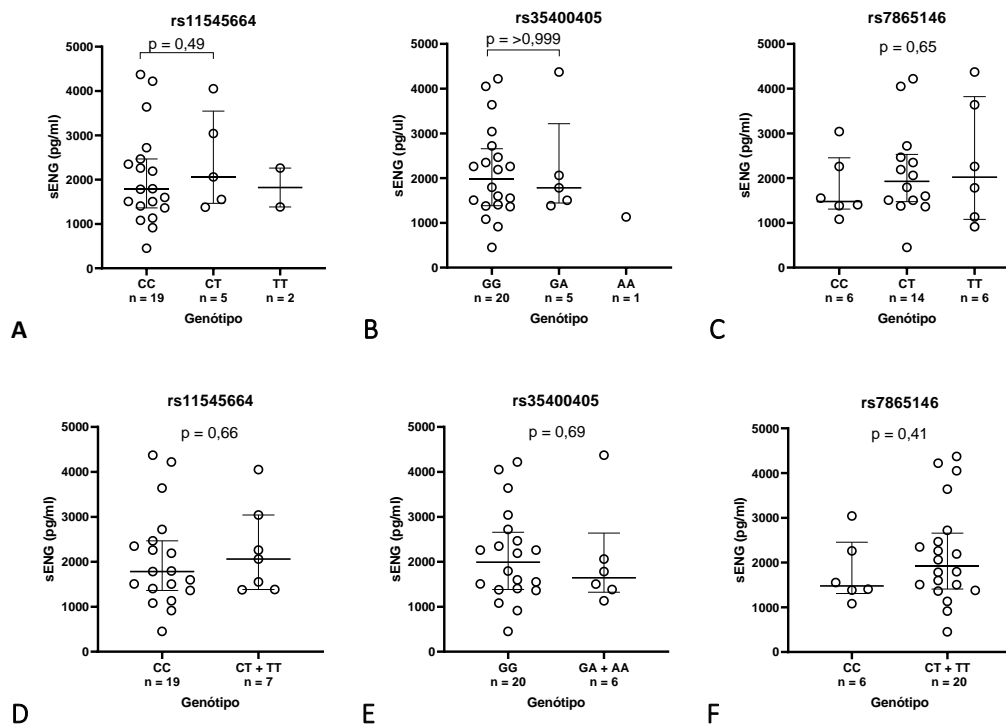 rs11545664
p = 0,49
sENG (pg/ml)
5000
4000
3000
2000
1000
0
CC
n = 19
CT
n = 5
TT
n = 2
Genótipo
A
rs35400405
p = >0,999
sENG (pg/ul)
5000
4000
3000
2000
1000
0
GG
n = 20
GA
n = 5
AA
n = 1
Genótipo
B
rs7865146
p = 0,65
sENG (pg/ml)
5000
4000
3000
2000
1000
0
CC
n = 6
CT
n = 14
TT
n = 6
Genótipo
C
rs11545664
p = 0,66
sENG (pg/ml)
5000
4000
3000
2000
1000
0
CC
n = 19
CT + TT
n = 7
Genótipo
D
rs35400405
p = 0,69
sENG (pg/ml)
5000
4000
3000
2000
1000
0
GG
n = 20
GA + AA
n = 6
Genótipo
E
rs7865146
p = 0,41
sENG (pg/ml)
5000
4000
3000
2000
1000
0
CC
n = 6
CT + TT
n = 20
Genótipo
F